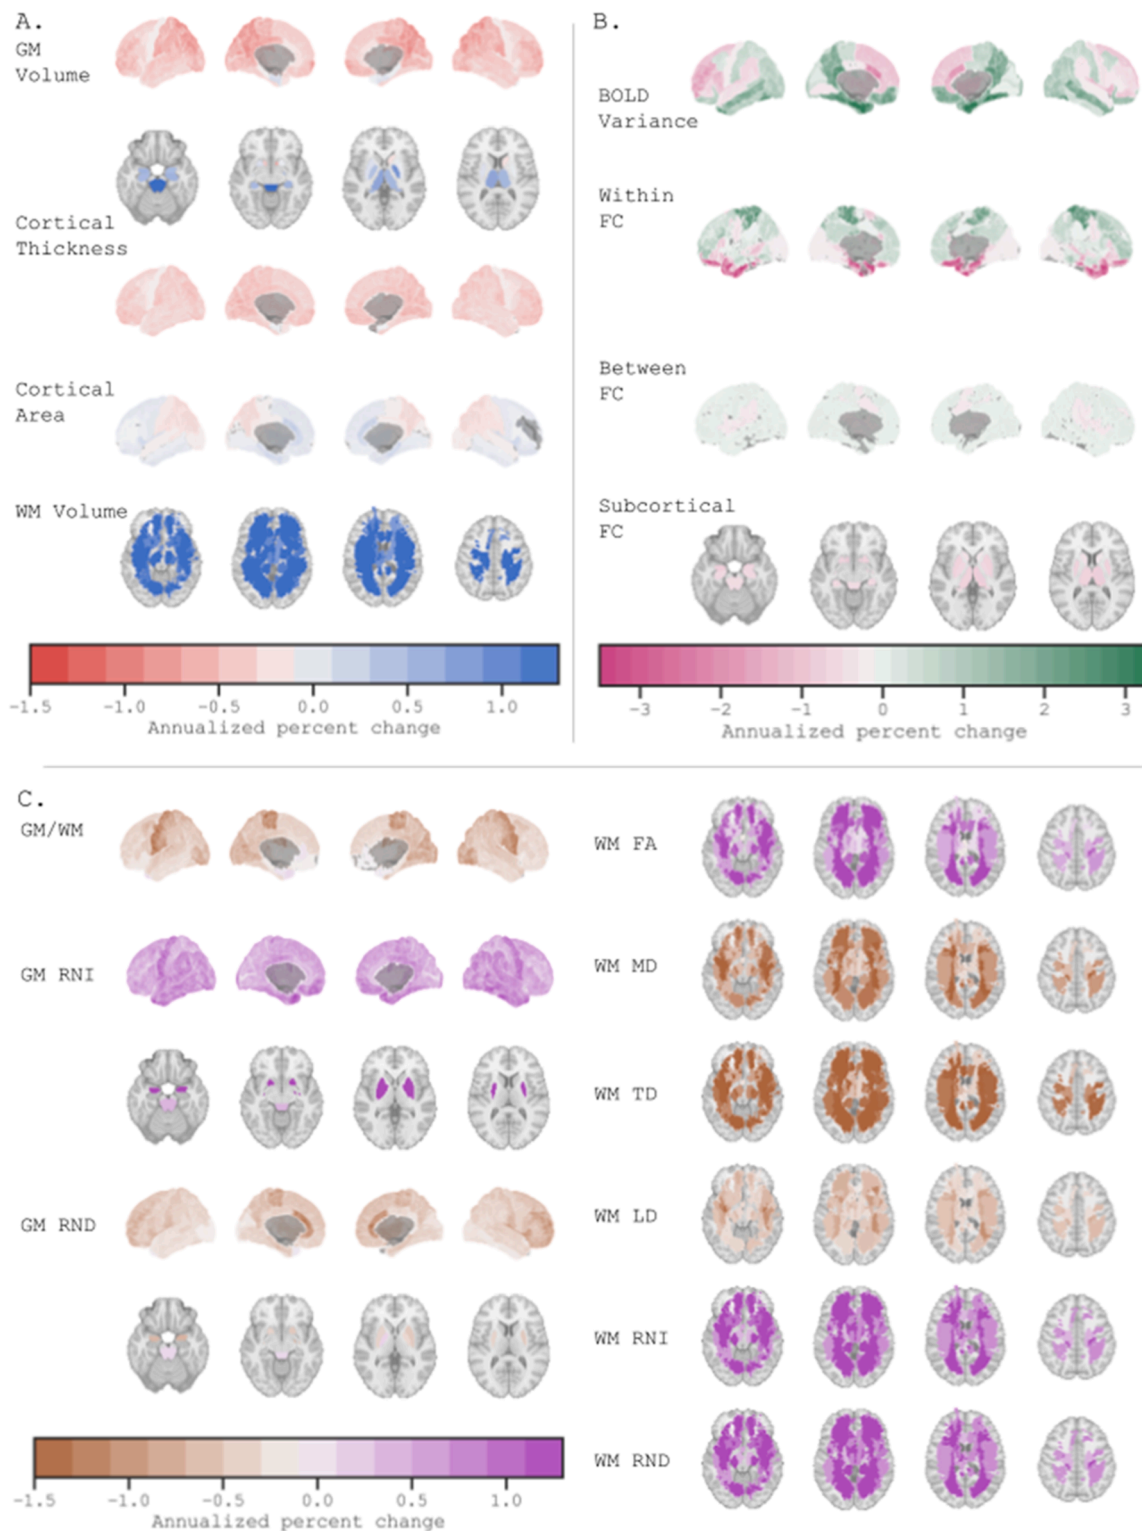 A.
GM
Volume
Cortical
Thickness
Cortical
Area
WM Volume
-1.5 -1.0 -0.5 0.0 0.5 1.0
Annualized percent change
B.
BOLD
Variance
Within
FC
Between
FC
Subcortical
FC
-3 -2 -1 0 1 2 3
Annualized percent change
C.
GM/WM
GM RNI
GM RND
-1.5 -1.0 -0.5 0.0 0.5 1.0
Annualized percent change
WM FA
WM MD
WM TD
WM LD
WM RNI
WM RND